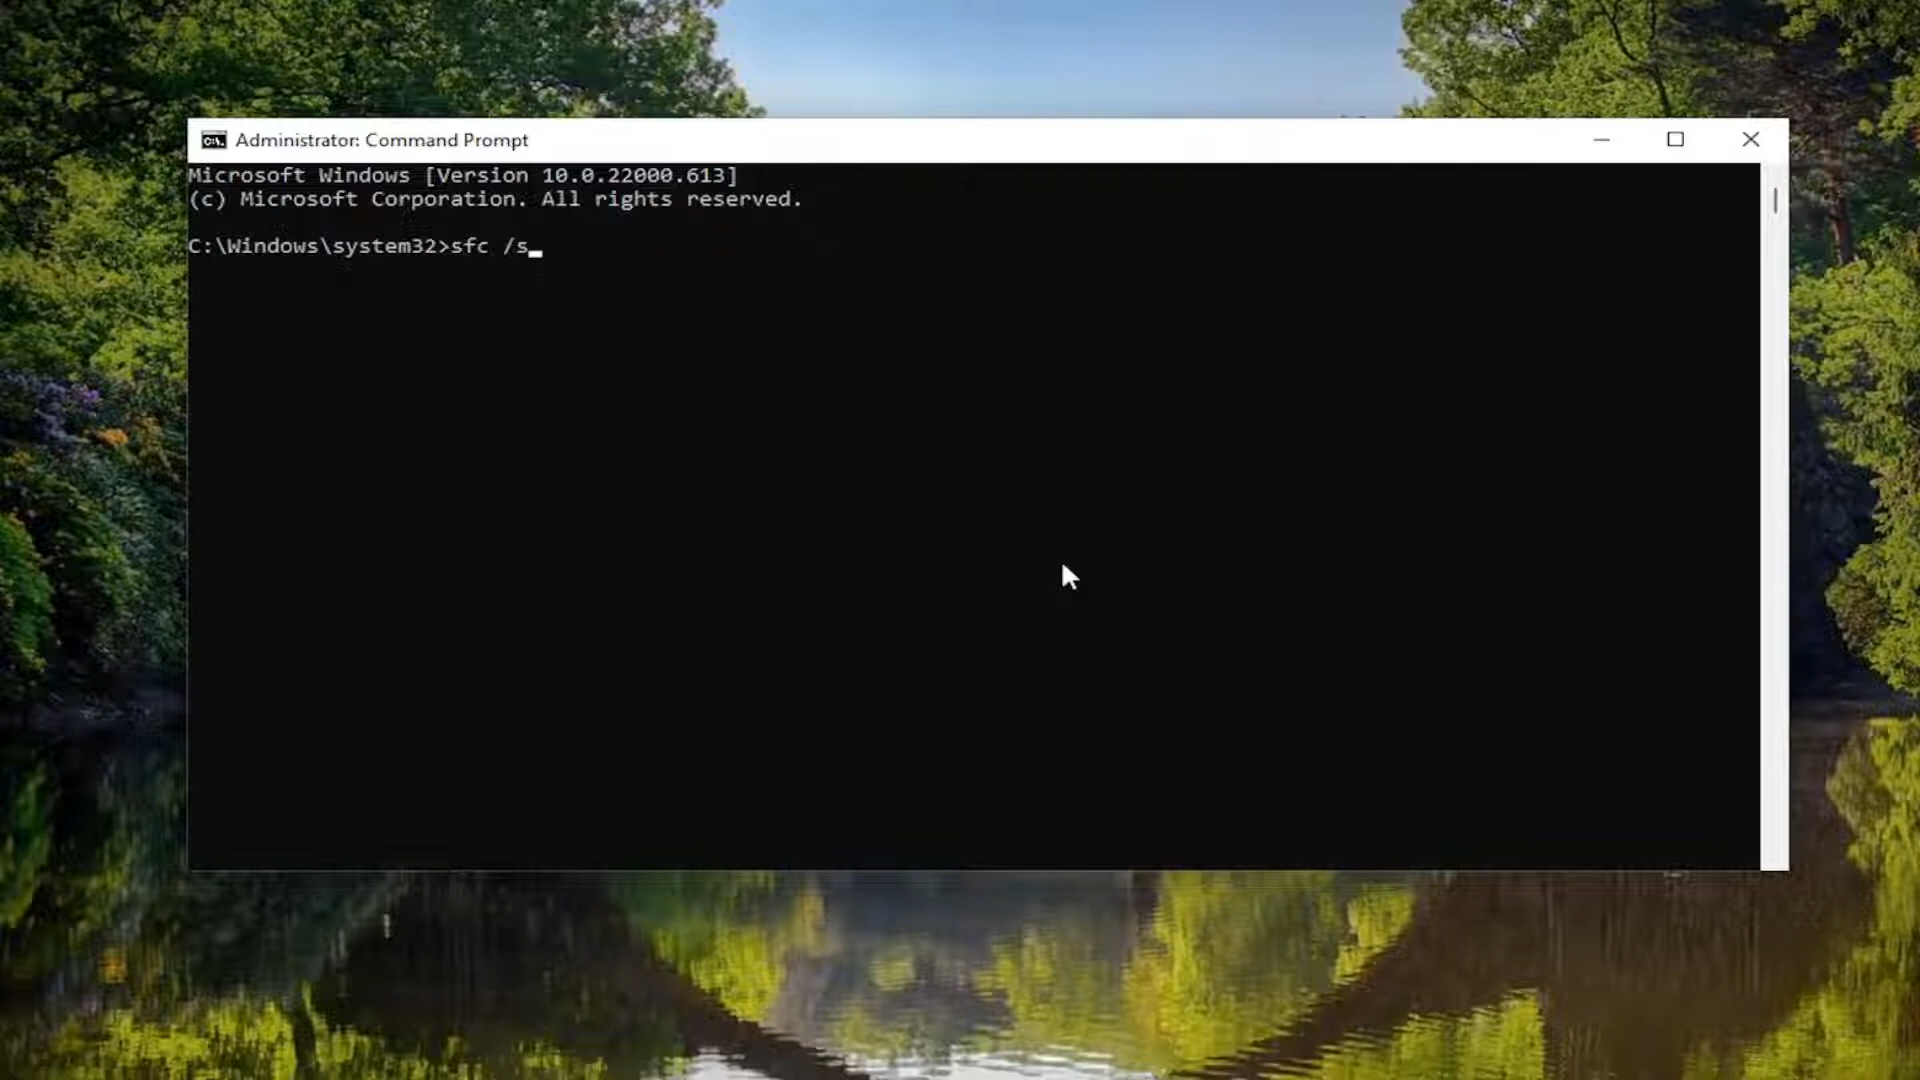 Administrator: Command Prompt
Microsoft Windows [Version 10.0.22000.613]
(c) Microsoft Corporation. All rights reserved.
C:\Windows\system32>sfc /s